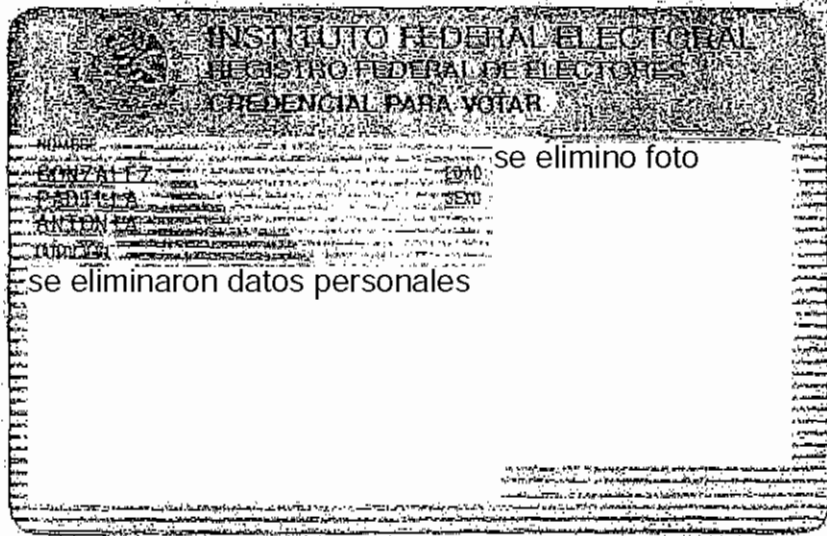 INSTITUTO FEDERAL ELECTORAL
REGISTRO FEDERAL DE ELECTORES
CREDENCIAL PARA VOTAR
NOMBRE
GONZALEZ
PADILLA
ANTONIA
EDAD
SEXO
se elimino foto
DOMICILIO
se eliminaron datos personales